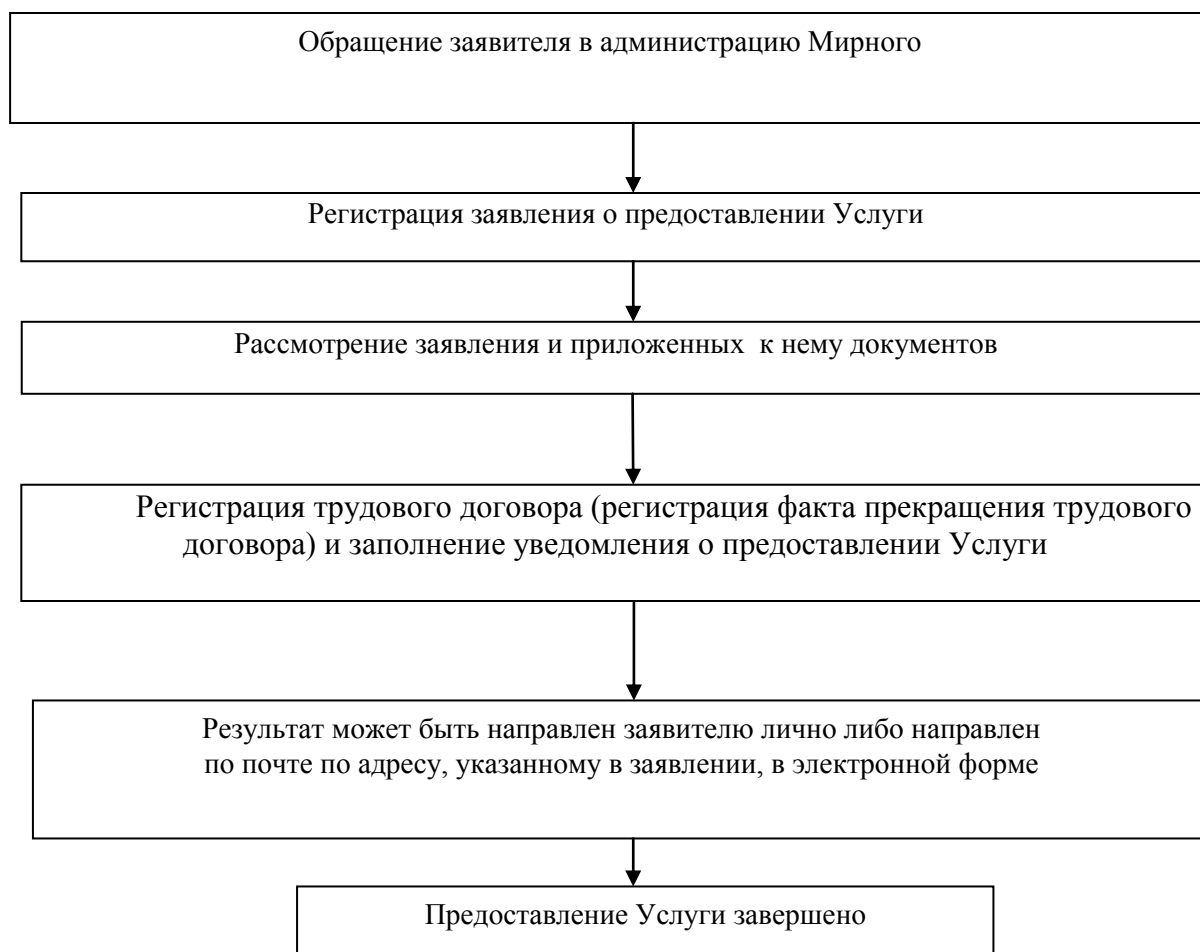 Обращение заявителя в администрацию Мирного
Регистрация заявления о предоставлении Услуги
Рассмотрение заявления и приложенных к нему документов
Регистрация трудового договора (регистрация факта прекращения трудового
договора) и заполнение уведомления о предоставлении Услуги
Результат может быть направлен заявителю лично либо направлен
по почте по адресу, указанному в заявлении, в электронной форме
Предоставление Услуги завершено